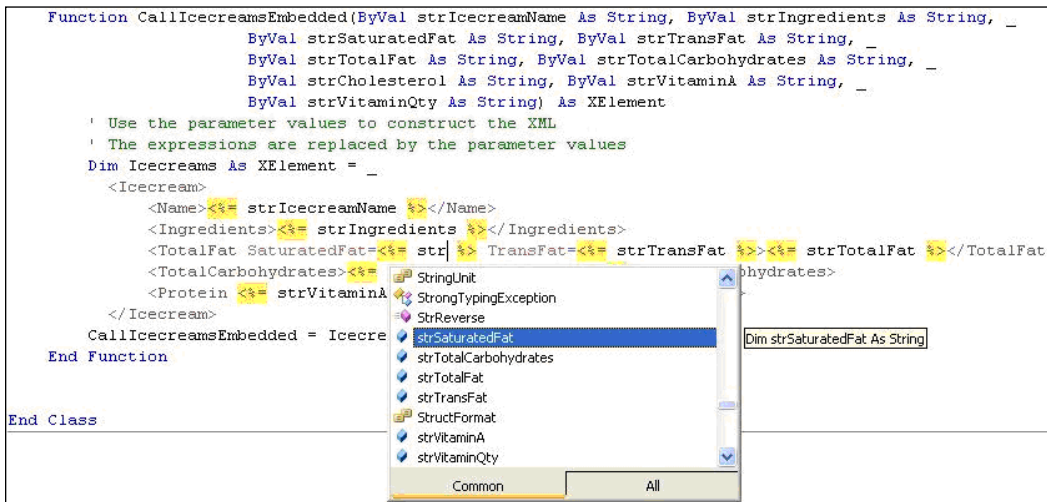 Function CallIcecreamsEmbedded(ByVal strIcecreamName As String, ByVal strIngredients As String, _
ByVal strSaturatedFat As String, ByVal strTransFat As String, _
ByVal strTotalFat As String, ByVal strTotalCarbohydrates As String, _
ByVal strCholesterol As String, ByVal strVitaminA As String, _
ByVal strVitaminQty As String) As XElement
' Use the parameter values to construct the XML
' The expressions are replaced by the parameter values
Dim Icecreams As XElement = _
<Icecream>
<Name><%= strIcecreamName %></Name>
<Ingredients><%= strIngredients %></Ingredients>
<TotalFat SaturatedFat=<%= str %> TransFat=<%= strTransFat %>><%= strTotalFat %></TotalFat
<TotalCarbohydrates><%= ohydrates>
<Protein <%= strVitaminA >
</Icecream>
CallIcecreamsEmbedded = Icecre
End Function
End Class
StringUnit
StrongTypingException
StrReverse
strSaturatedFat
Dim strSaturatedFat As String
strTotalCarbohydrates
strTotalFat
strTransFat
StructFormat
strVitaminA
strVitaminQty
Common All